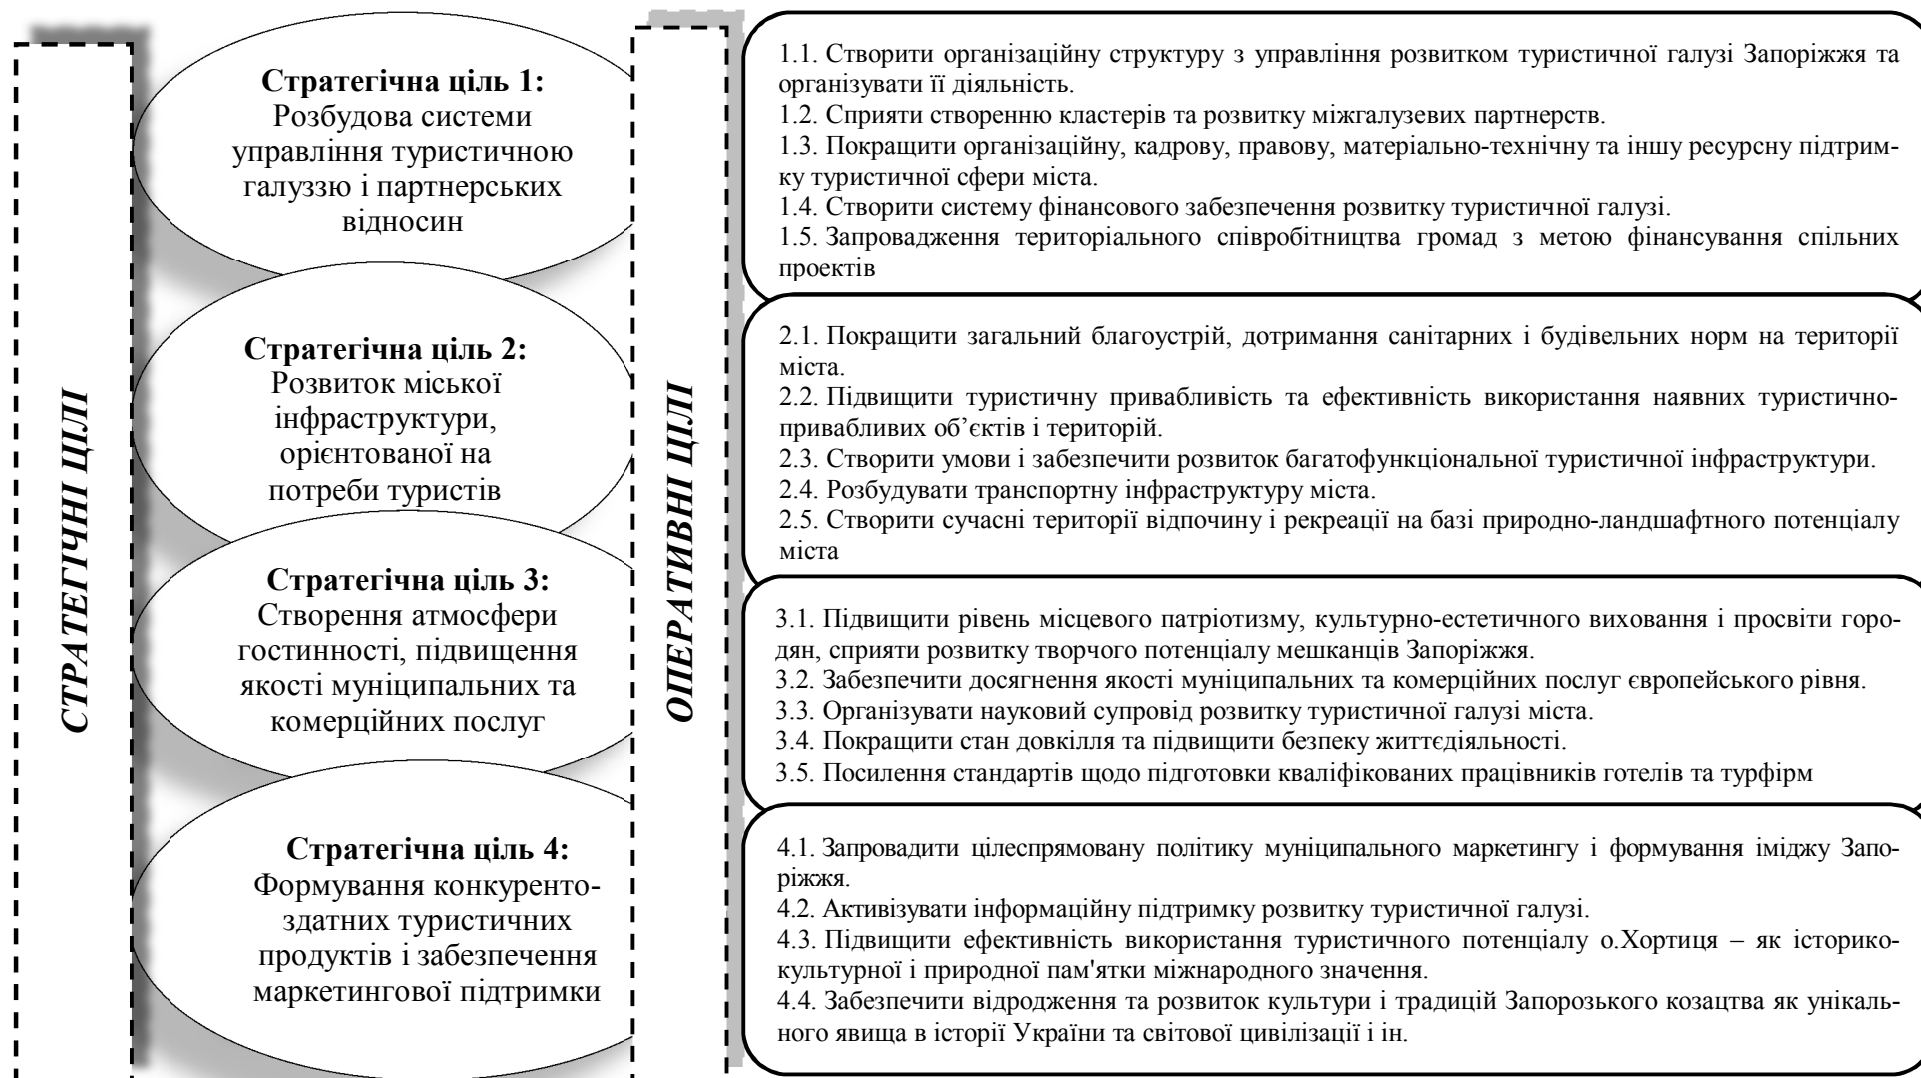 СТРАТЕГІЧНІ ЦІЛІ
Стратегічна ціль 1:
Розбудова системи
управління туристичною
галуззю і партнерських
відносин
Стратегічна ціль 2:
Розвиток міської
інфраструктури,
орієнтованої на
потреби туристів
Стратегічна ціль 3:
Створення атмосфери
гостинності, підвищення
якості муніципальних та
комерційних послуг
Стратегічна ціль 4:
Формування конкуренто-
здатних туристичних
продуктів і забезпечення
маркетингової підтримки
ОПЕРАТИВНІ ЦІЛІ
1.1. Створити організаційну структуру з управління розвитком туристичної галузі Запоріжжя та
організувати її діяльність.
1.2. Сприяти створенню кластерів та розвитку міжгалузевих партнерств.
1.3. Покращити організаційну, кадрову, правову, матеріально-технічну та іншу ресурсну підтрим-
ку туристичної сфери міста.
1.4. Створити систему фінансового забезпечення розвитку туристичної галузі.
1.5. Запровадження територіального співробітництва громад з метою фінансування спільних
проектів
2.1. Покращити загальний благоустрій, дотримання санітарних і будівельних норм на території
міста.
2.2. Підвищити туристичну привабливість та ефективність використання наявних туристично-
привабливих об’єктів і територій.
2.3. Створити умови і забезпечити розвиток багатофункціональної туристичної інфраструктури.
2.4. Розбудувати транспортну інфраструктуру міста.
2.5. Створити сучасні території відпочину і рекреації на базі природно-ландшафтного потенціалу
міста
3.1. Підвищити рівень місцевого патріотизму, культурно-естетичного виховання і просвіти горо-
дян, сприяти розвитку творчого потенціалу мешканців Запоріжжя.
3.2. Забезпечити досягнення якості муніципальних та комерційних послуг європейського рівня.
3.3. Організувати науковий супровід розвитку туристичної галузі міста.
3.4. Покращити стан довкілля та підвищити безпеку життєдіяльності.
3.5. Посилення стандартів щодо підготовки кваліфікованих працівників готелів та турфірм
4.1. Запровадити цілеспрямовану політику муніципального маркетингу і формування іміджу Запо-
ріжжя.
4.2. Активізувати інформаційну підтримку розвитку туристичної галузі.
4.3. Підвищити ефективність використання туристичного потенціалу о.Хортиця – як історико-
культурної і природної пам'ятки міжнародного значення.
4.4. Забезпечити відродження та розвиток культури і традицій Запорозького козацтва як унікаль-
ного явища в історії України та світової цивілізації і ін.